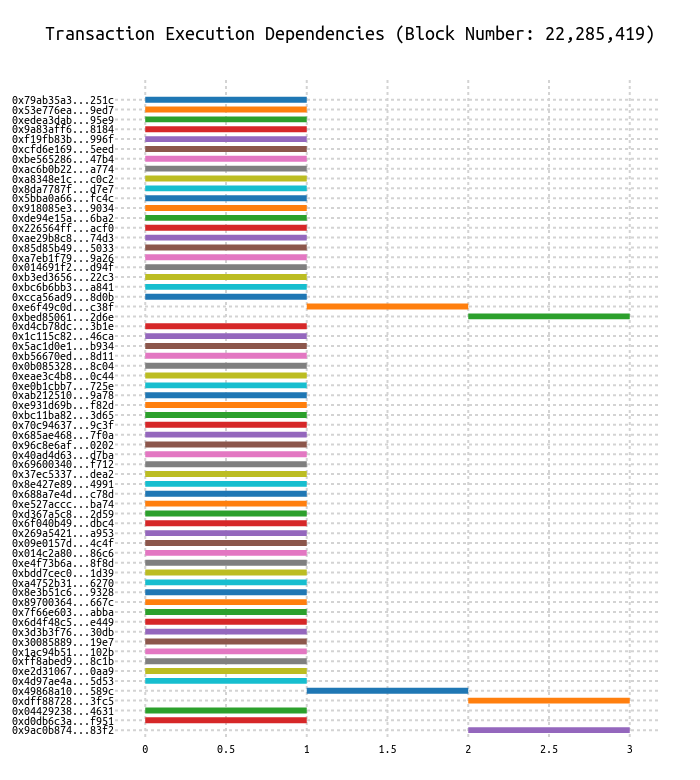 Transaction Execution Dependencies (Block Number: 22,285,419)
0x79ab35a3...251c
0x53e776ea...9ed7
0xedea3dab...95e9
0x9a83aff6...8184
0xf19fb83b...996f
0xcfd6e169...5eed
0xbe565286...47b4
0xac6b0b22...a774
0xa8348e1c...c0c2
0x8da7787f...d7e7
0x5bba0a66...fc4c
0x918085e3...9034
0xde94e15a...6ba2
0x226564ff...acf0
0xae29b8c8...74d3
0x85d85b49...5033
0xa7eb1f79...9a26
0x014691f2...d94f
0xb3ed3656...22c3
0xbc6b6bb3...a841
0xcca56ad9...8d0b
0xe6f49c0d...c38f
0xbed85061...2d6e
0xd4cb78dc...3b1e
0x1c115c82...46ca
0x5ac1d0e1...b934
0xb56670ed...8d11
0x0b085328...8c04
0xeae3c4b8...0c44
0xe0b1cbb7...725e
0xab212510...9a78
0xe931d69b...f82d
0xbc11ba82...3d65
0x70c94637...9c3f
0x685ae468...7f0a
0x96c8e6af...0202
0x40ad4d63...d7ba
0x69600340...f712
0x37ec5337...dea2
0x8e427e89...4991
0x688a7e4d...c78d
0xe527accc...ba74
0xd367a5c8...2d59
0x6f040b49...dbc4
0x269a5421...a953
0x09e0157d...4c4f
0x014c2a80...86c6
0xe4f73b6a...8f8d
0xbdd7cec0...1d39
0xa4752b31...6270
0x8e3b51c6...9328
0x89700364...667c
0x7f66e603...abba
0x6d4f48c5...e449
0x3d3b3f76...30db
0x30085889...19e7
0x1ac94b51...102b
0xff8abed9...8c1b
0xe2d31067...0aa9
0x4d97ae4a...5d53
0x49868a10...589c
0xdff88728...3fc5
0x04429238...4631
0xd0db6c3a...f951
0x9ac0b874...83f2
0 0.5 1 1.5 2 2.5 3